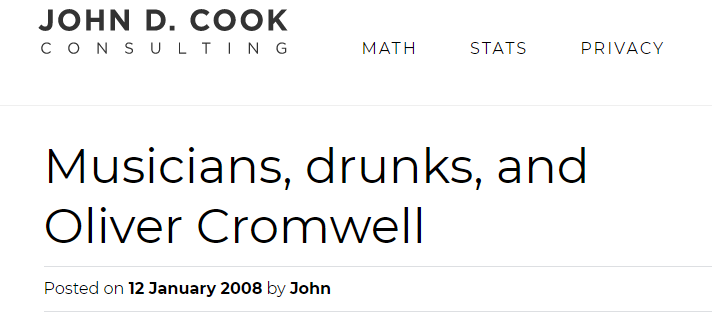 JOHN D. COOK
CONSULTING
MATH STATS PRIVACY
Musicians, drunks, and
Oliver Cromwell
Posted on 12 January 2008 by John